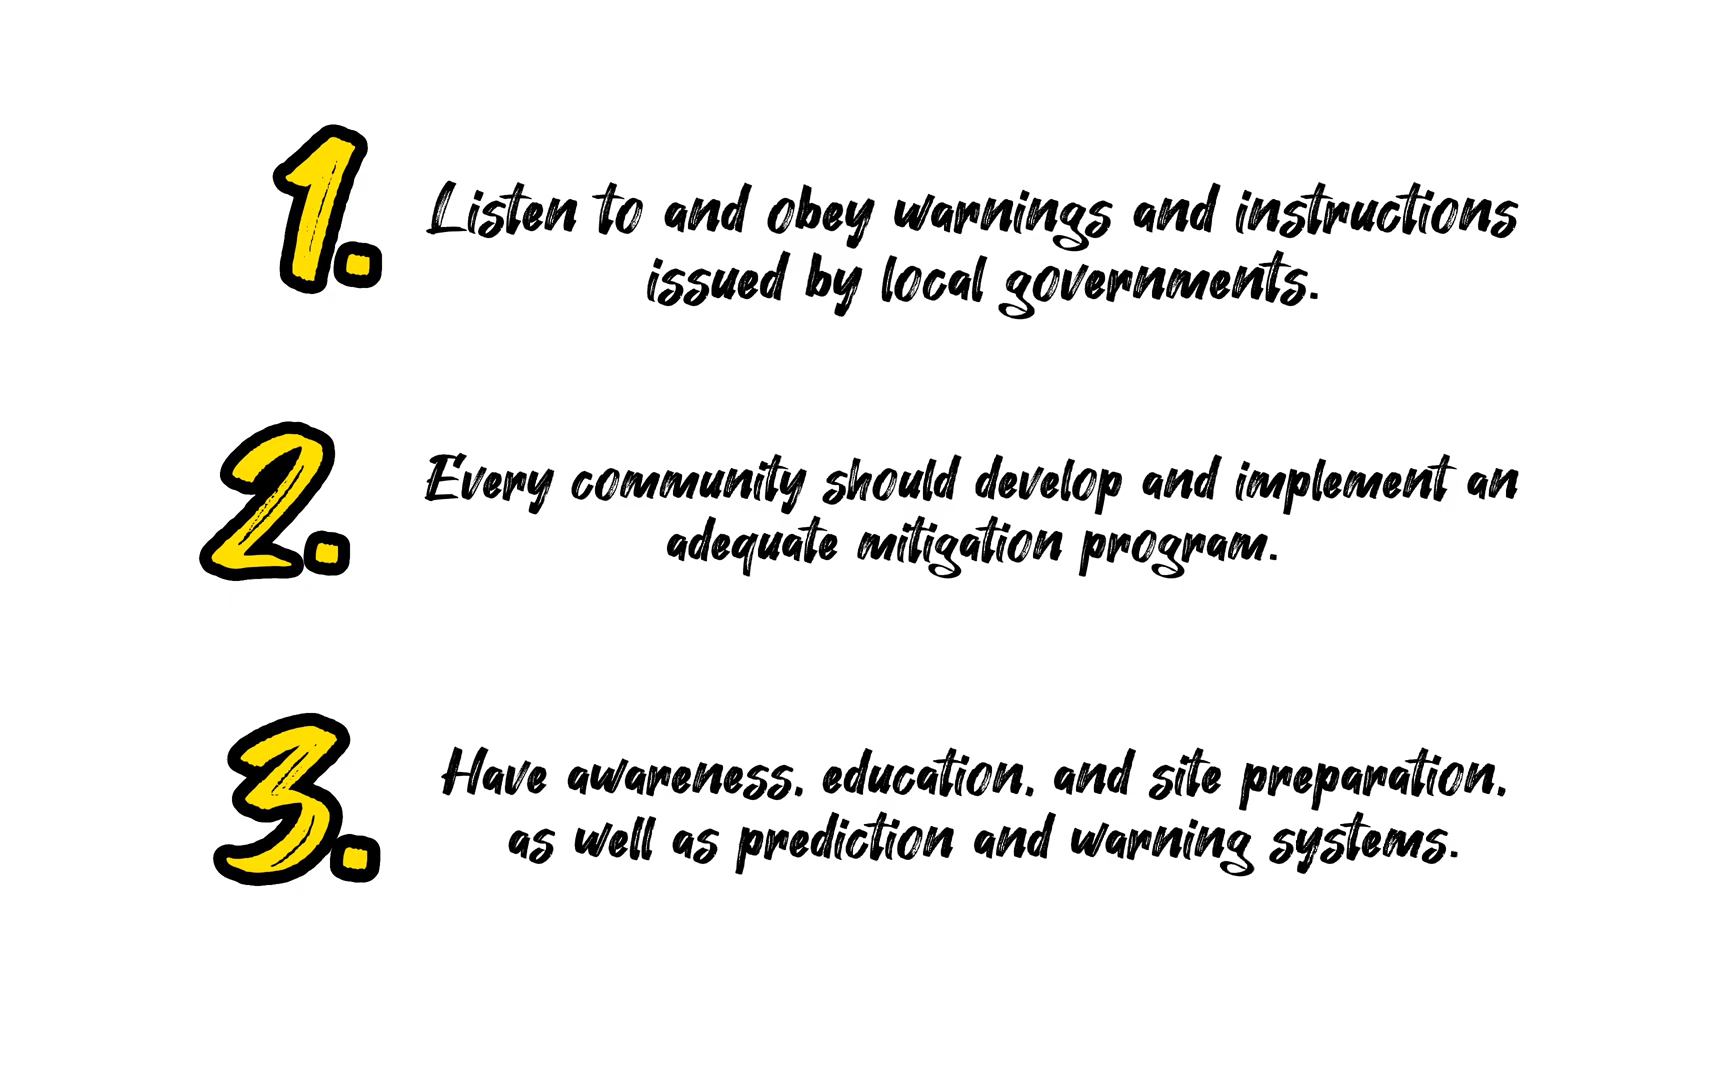 1.
Listen to and obey warnings and instructions
issued by local governments.
2.
Every community should develop and implement an
adequate mitigation program.
3.
Have awareness, education, and site preparation,
as well as prediction and warning systems.